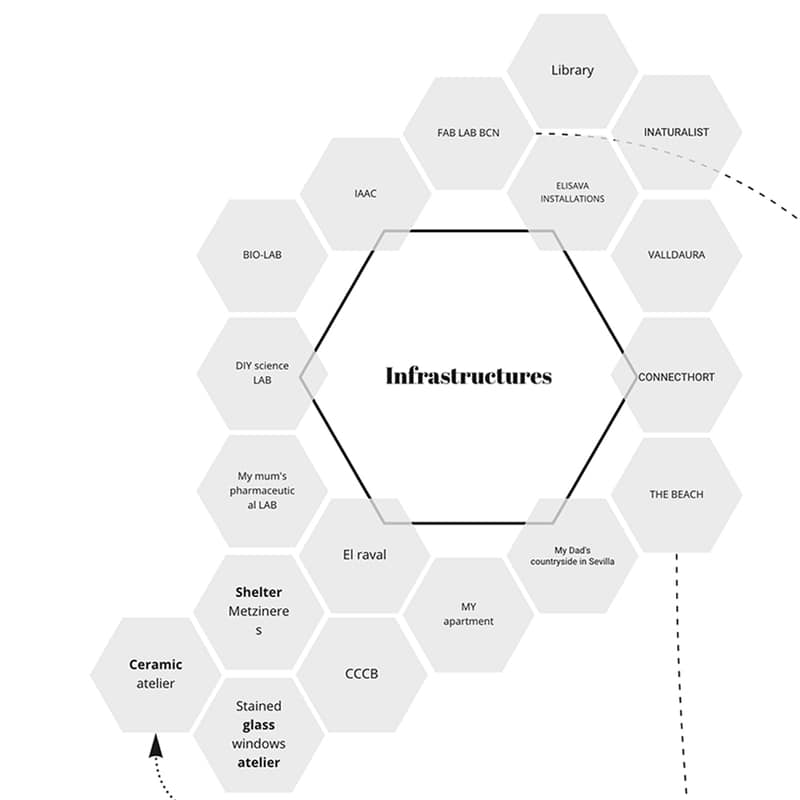 Library
FAB LAB BCN
INATURALIST
IAAC
ELISAVA
INSTALLATIONS
BIO-LAB
VALLDAURA
DIY science
LAB
Infrastructures
CONNECTHORT
My mum's
pharmaceutic
al LAB
THE BEACH
El raval
My Dad's
countryside in Sevilla
Shelter
Metzinere
s
MY
apartment
Ceramic
atelier
CCCB
Stained
glass
windows
atelier